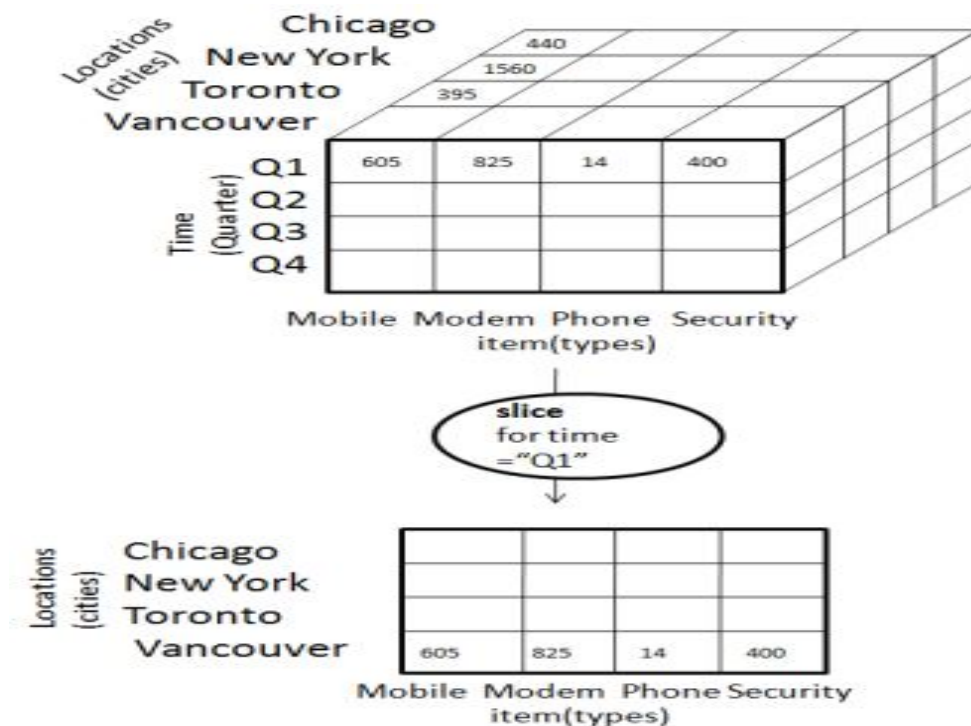 Locations
(cities)
Chicago
New York
Toronto
Vancouver
440
1560
395
Time
(Quarter)
Q1
Q2
Q3
Q4
605 825 14 400
Mobile Modem Phone Security
item(types)
slice
for time
="Q1"
Locations
(cities)
Chicago
New York
Toronto
Vancouver
605 825 14 400
Mobile Modem Phone Security
item(types)